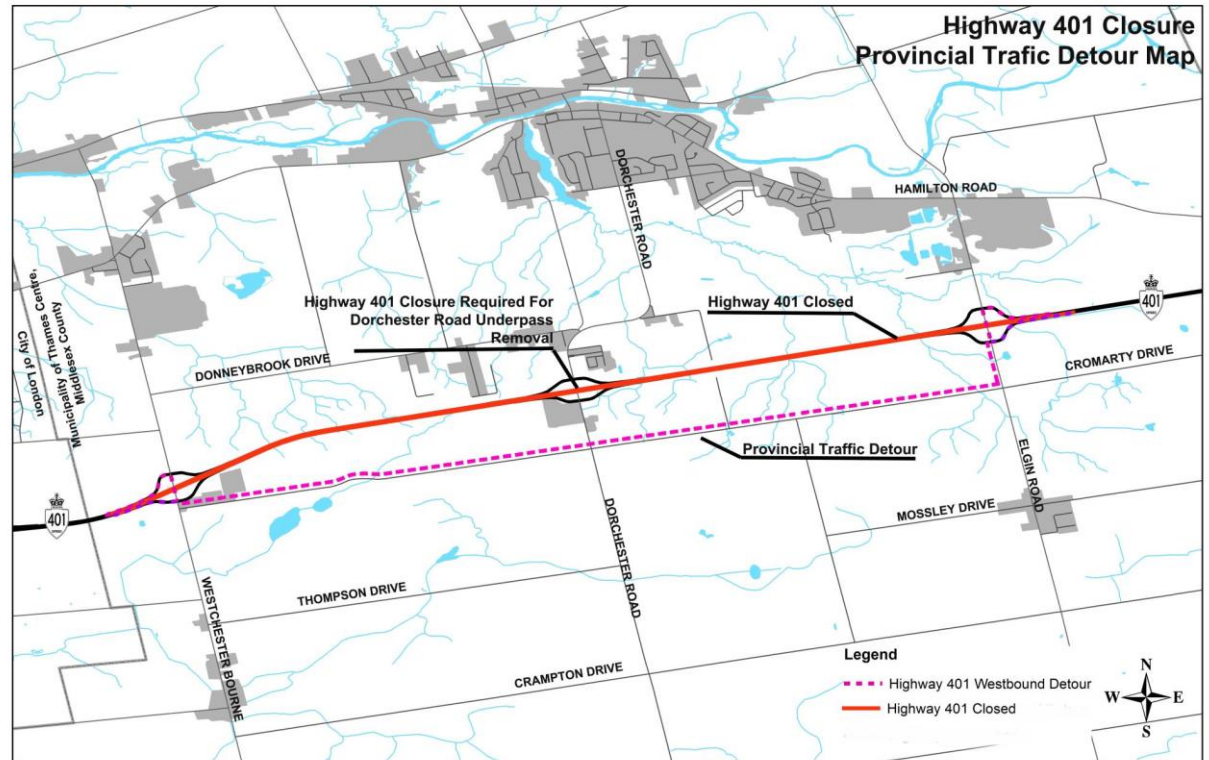 Highway 401 Closure
Provincial Trafic Detour Map
DORCHESTER ROAD
HAMILTON ROAD
City of London
Municipality of Thames Centre,
Middlesex County
Highway 401 Closure Required For
Dorchester Road Underpass
Removal
Highway 401 Closed
401
DONNEYBROOK DRIVE
CROMARTY DRIVE
Provincial Traffic Detour
ELGIN ROAD
401
MOSSLEY DRIVE
DORCHESTER ROAD
WESTCHESTER BOURNE
THOMPSON DRIVE
CRAMPTON DRIVE
Legend
Highway 401 Westbound Detour
Highway 401 Closed
N
W E
S